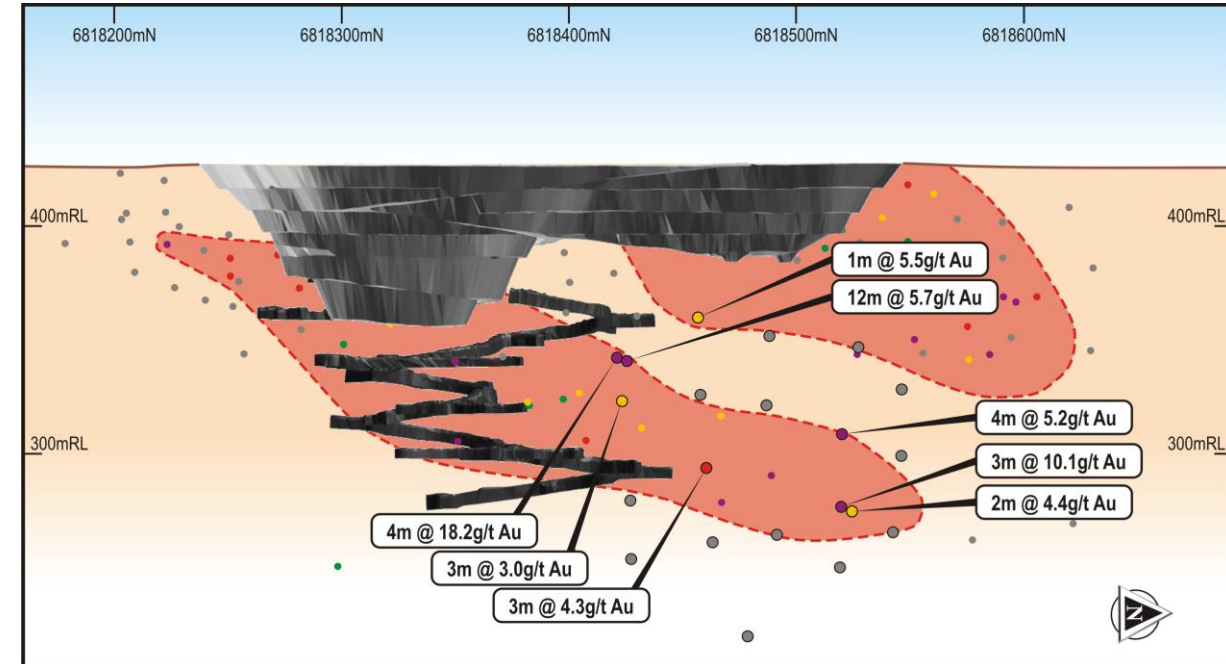 6818200mN
6818300mN
6818400mN
6818500mN
6818600mN
400mRL
400mRL
1m @ 5.5g/t Au
12m @ 5.7g/t Au
4m @ 5.2g/t Au
300mRL
300mRL
3m @ 10.1g/t Au
2m @ 4.4g/t Au
4m @ 18.2g/t Au
3m @ 3.0g/t Au
3m @ 4.3g/t Au
N